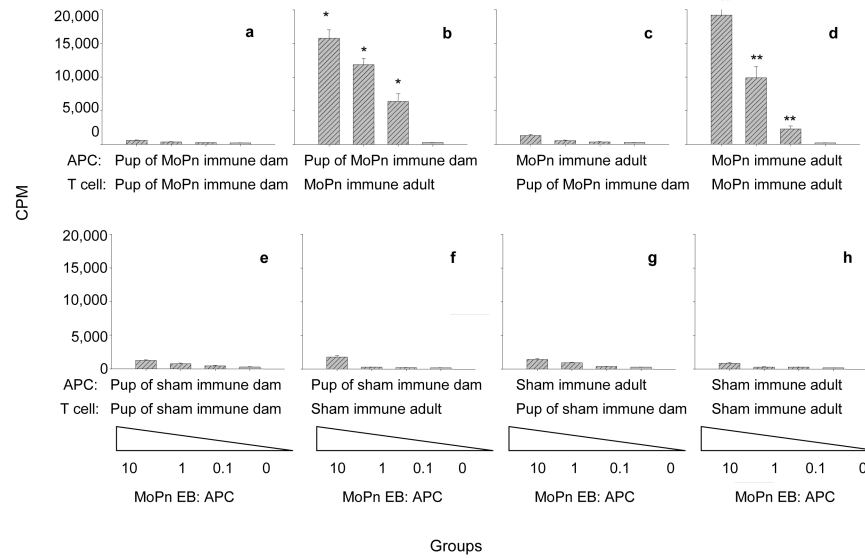 20,000
15,000
10,000
5,000
0
a
b
c
d
* * *
** **
APC: Pup of MoPn immune dam Pup of MoPn immune dam MoPn immune adult MoPn immune adult
T cell: Pup of MoPn immune dam MoPn immune adult Pup of MoPn immune dam MoPn immune adult
CPM
20,000
15,000
10,000
5,000
0
e
f
g
h
APC: Pup of sham immune dam Pup of sham immune dam Sham immune adult Sham immune adult
T cell: Pup of sham immune dam Sham immune adult Pup of sham immune dam Sham immune adult
10 1 0.1 0 10 1 0.1 0 10 1 0.1 0 10 1 0.1 0
MoPn EB: APC MoPn EB: APC MoPn EB: APC MoPn EB: APC
Groups